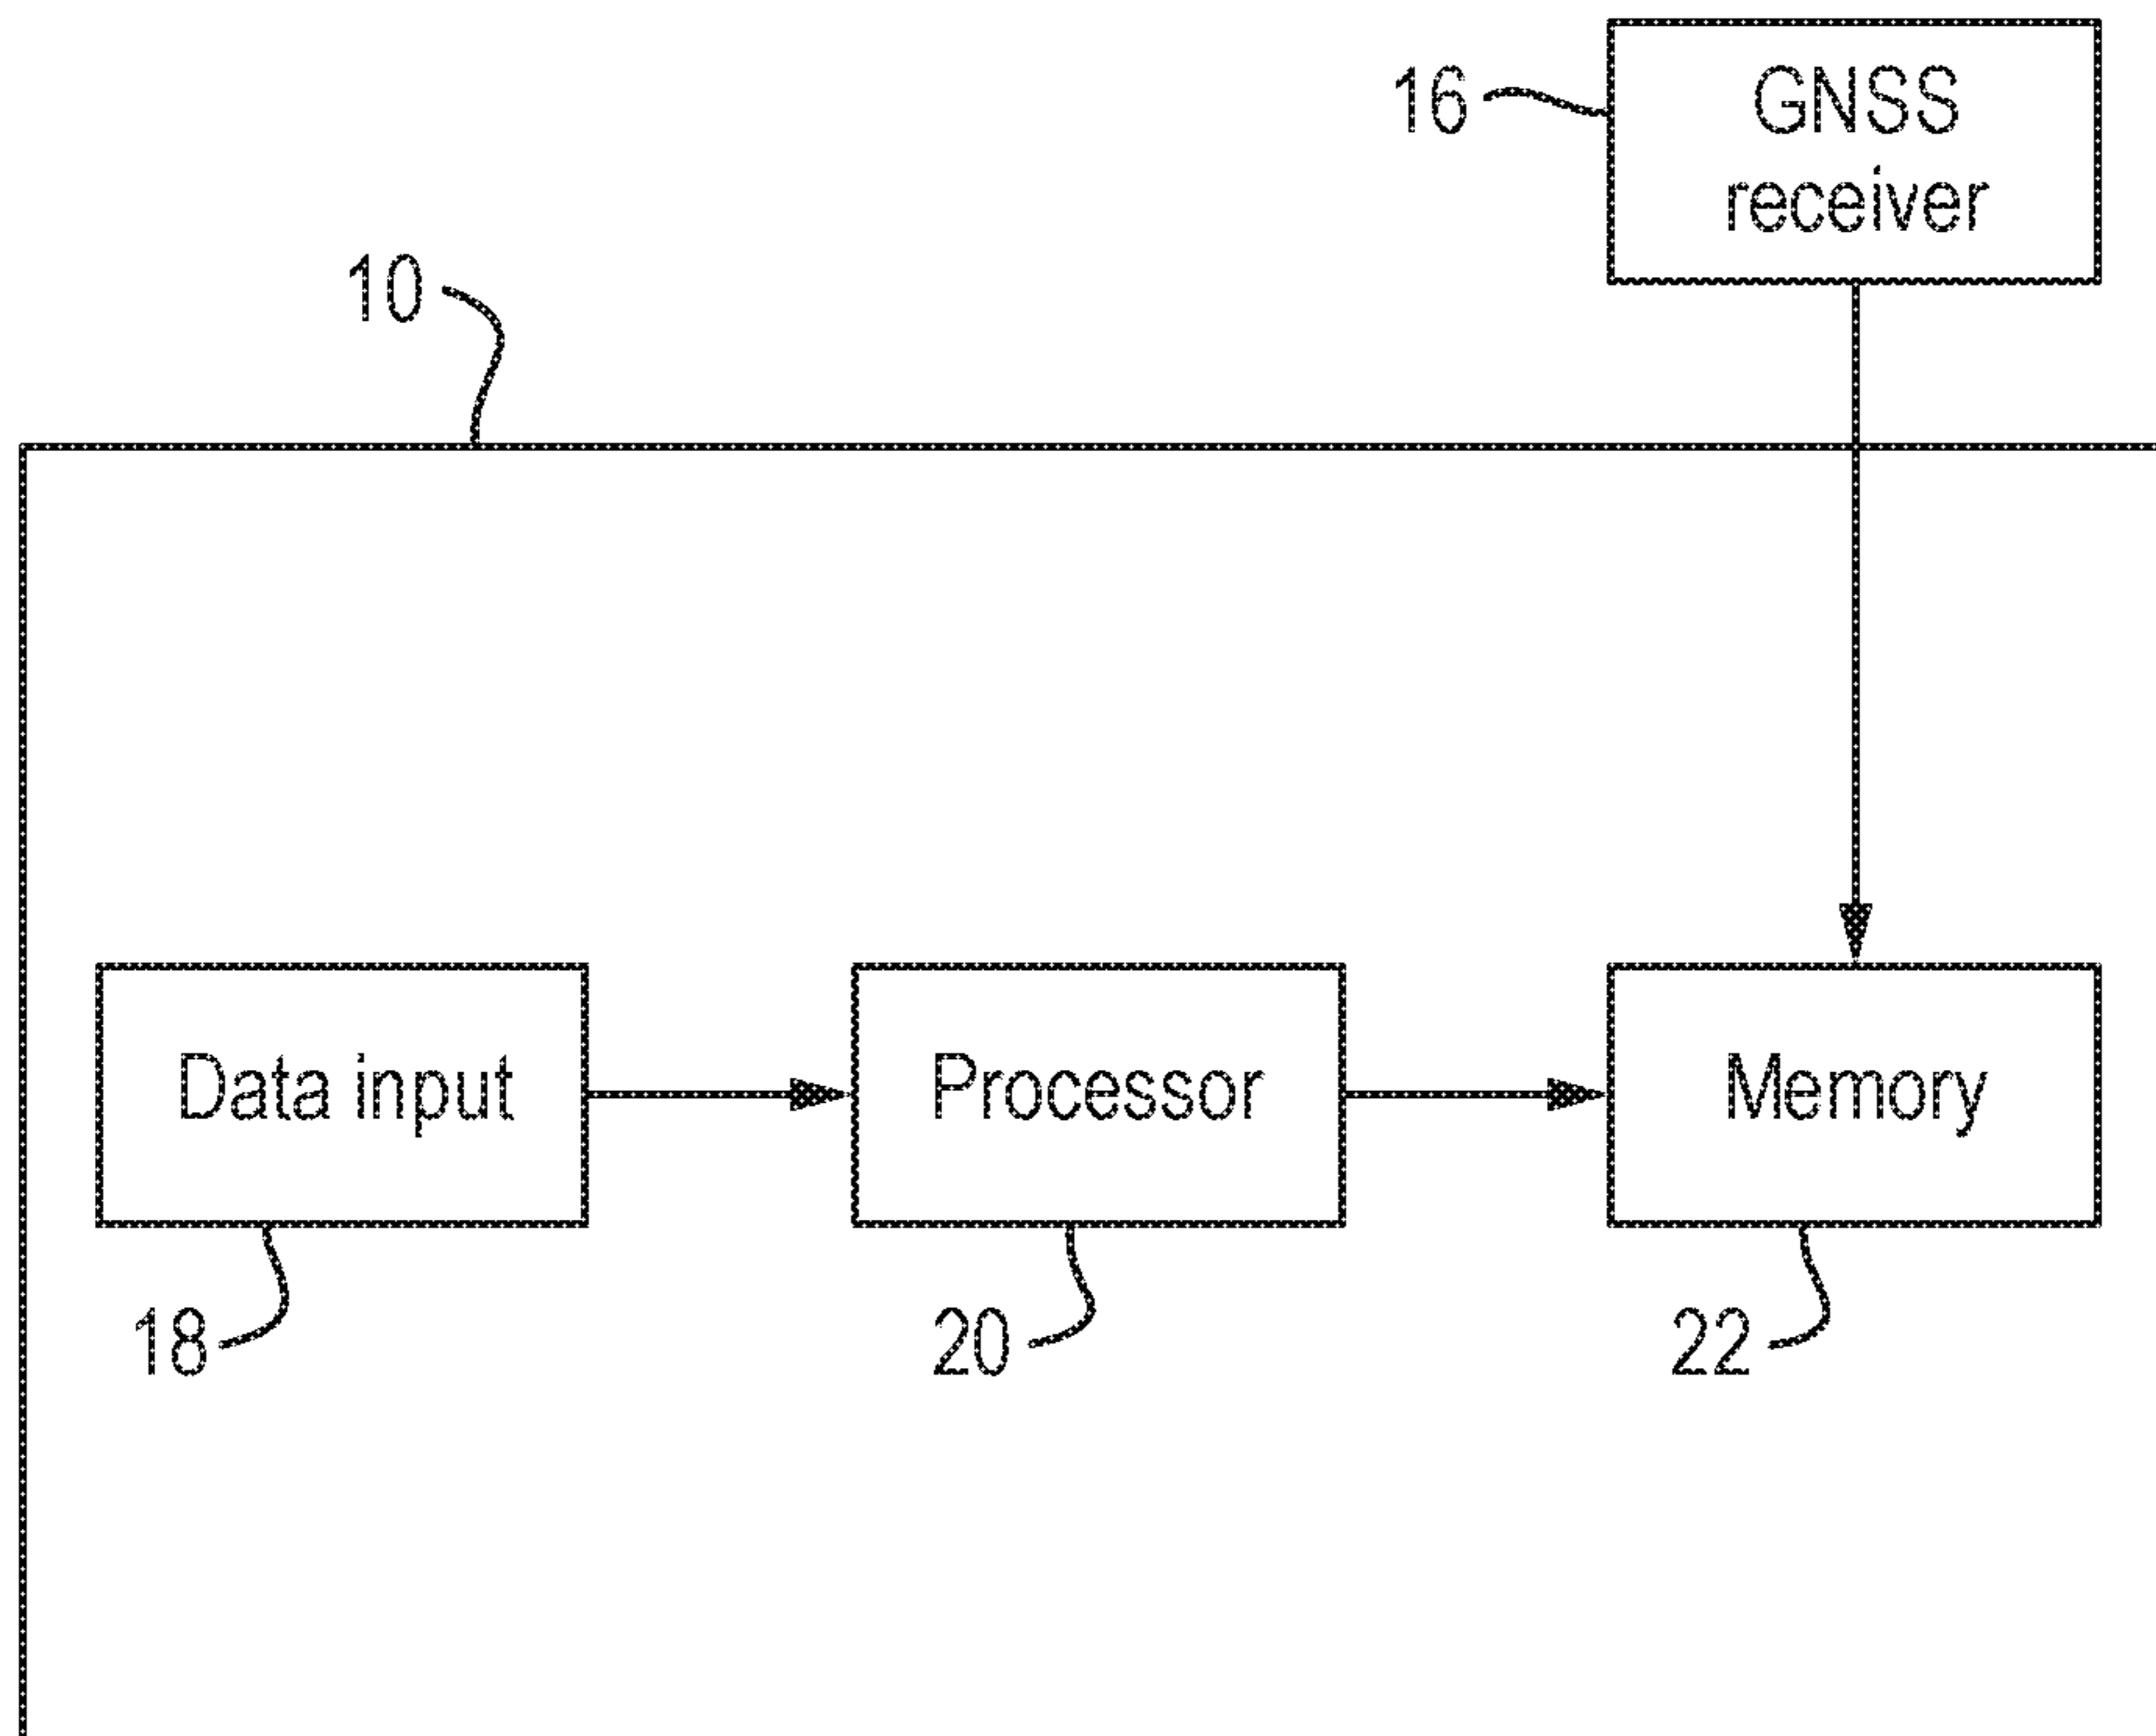 16
GNSS
receiver
10
Data input
Processor
Memory
18
20
22